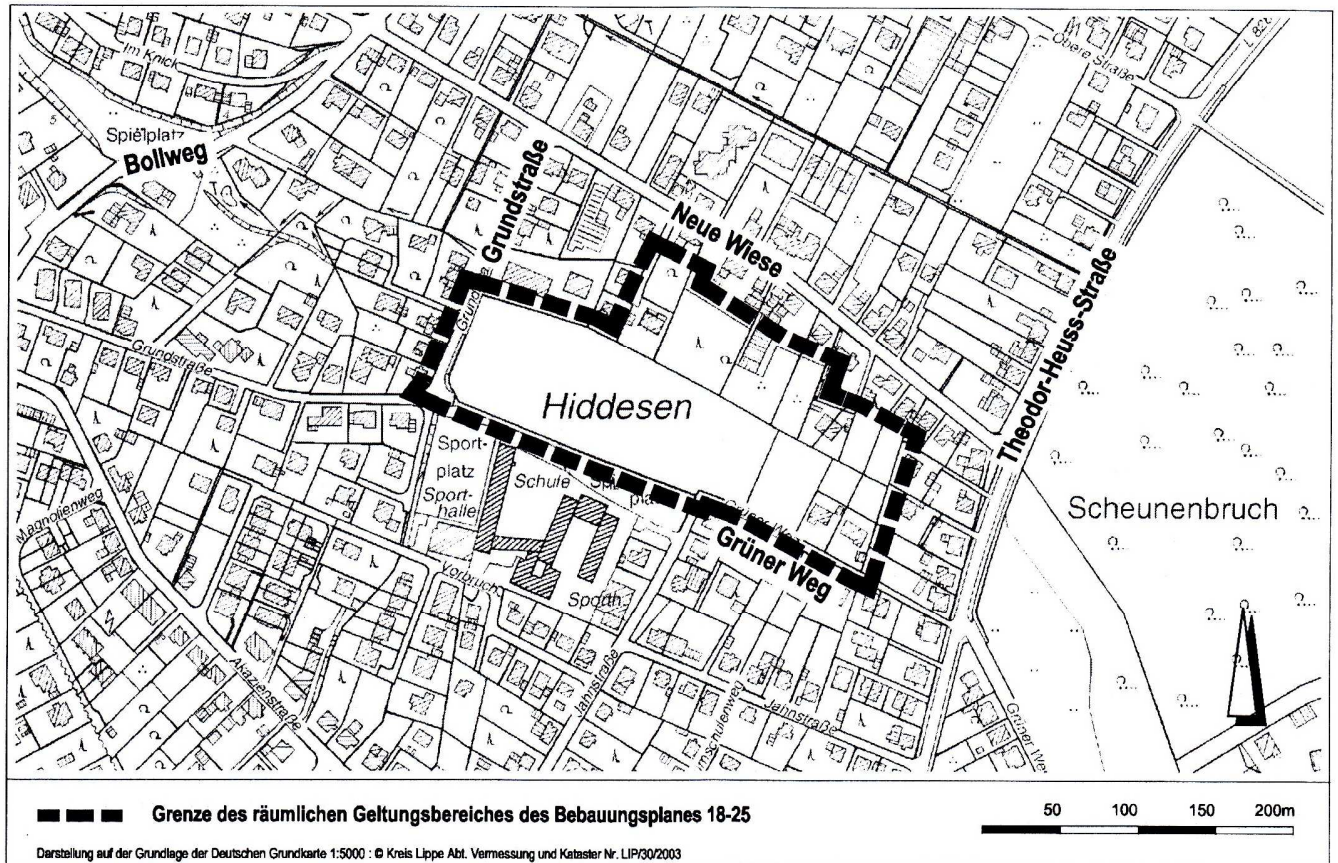 Im Knick
Spielplatz
Bollweg
Grundstraße
Neue Wiese
Obere Straße
Theodor-Heuss-Straße
Grundstraße
Hiddesen
Sport-
platz
Sport-
halle
Schule
Grüner Weg
Scheunenbruch
Magnolienweg
Vorbruch
Sporth.
Akazienstraße
Jahnstraße
Jahnstraße
Grenze des räumlichen Geltungsbereiches des Bebauungsplanes 18-25
50 100 150 200m
Darstellung auf der Grundlage der Deutschen Grundkarte 1:5000 : © Kreis Lippe Abt. Vermessung und Kataster Nr. LIP/30/2003